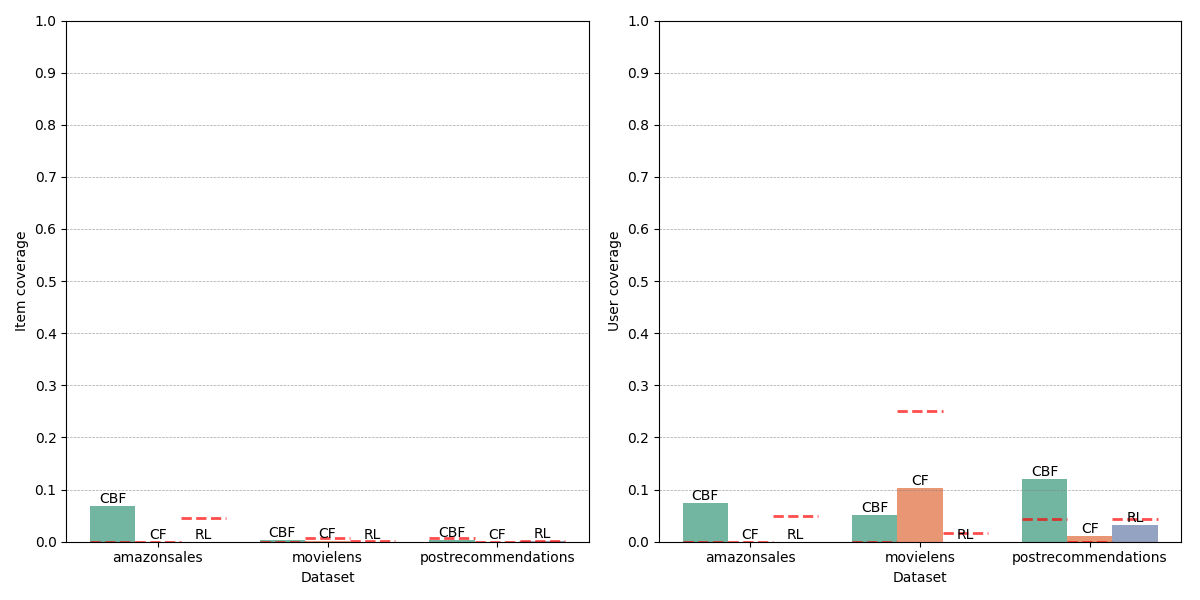 1.0
0.9
0.8
0.7
0.6
0.5
0.4
0.3
0.2
0.1
0.0
Item coverage
CBF
CF
RL
CBF
CF
RL
CBF
CF
RL
amazonsales
movielens
postrecommendations
Dataset
1.0
0.9
0.8
0.7
0.6
0.5
0.4
0.3
0.2
0.1
0.0
User coverage
CBF
CF
RL
CBF
CF
RL
CBF
CF
RL
amazonsales
movielens
postrecommendations
Dataset